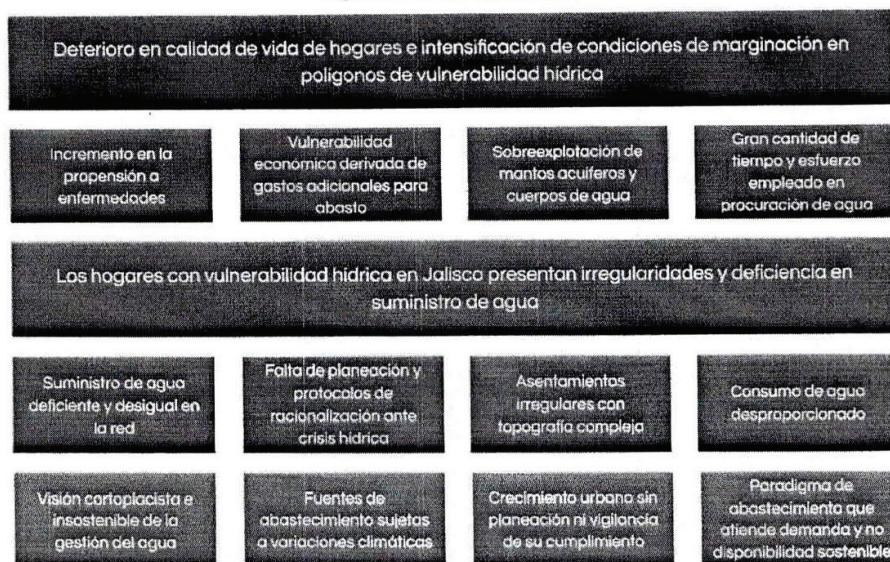 Deterioro en calidad de vida de hogares e intensificación de condiciones de marginación en
polígonos de vulnerabilidad hídrica
Incremento en la
propensión a
enfermedades
Vulnerabilidad
económica derivada de
gastos adicionales para
abasto
Sobreexplotación de
mantos acuíferos y
cuerpos de agua
Gran cantidad de
tiempo y esfuerzo
empleado en
procuración de agua
Los hogares con vulnerabilidad hídrica en Jalisco presentan irregularidades y deficiencia en
suministro de agua
Suministro de agua
deficiente y desigual en
la red
Falta de planeación y
protocolos de
racionalización ante
crisis hídrica
Asentamientos
irregulares con
topografía compleja
Consumo de agua
desproporcionado
Visión cortoplacista e
insostenible de la
gestión del agua
Fuentes de
abastecimiento sujetas
a variaciones climáticas
Crecimiento urbano sin
planeación ni vigilancia
de su cumplimiento
Paradigma de
abastecimiento que
atiende demanda y no
disponibilidad sostenible